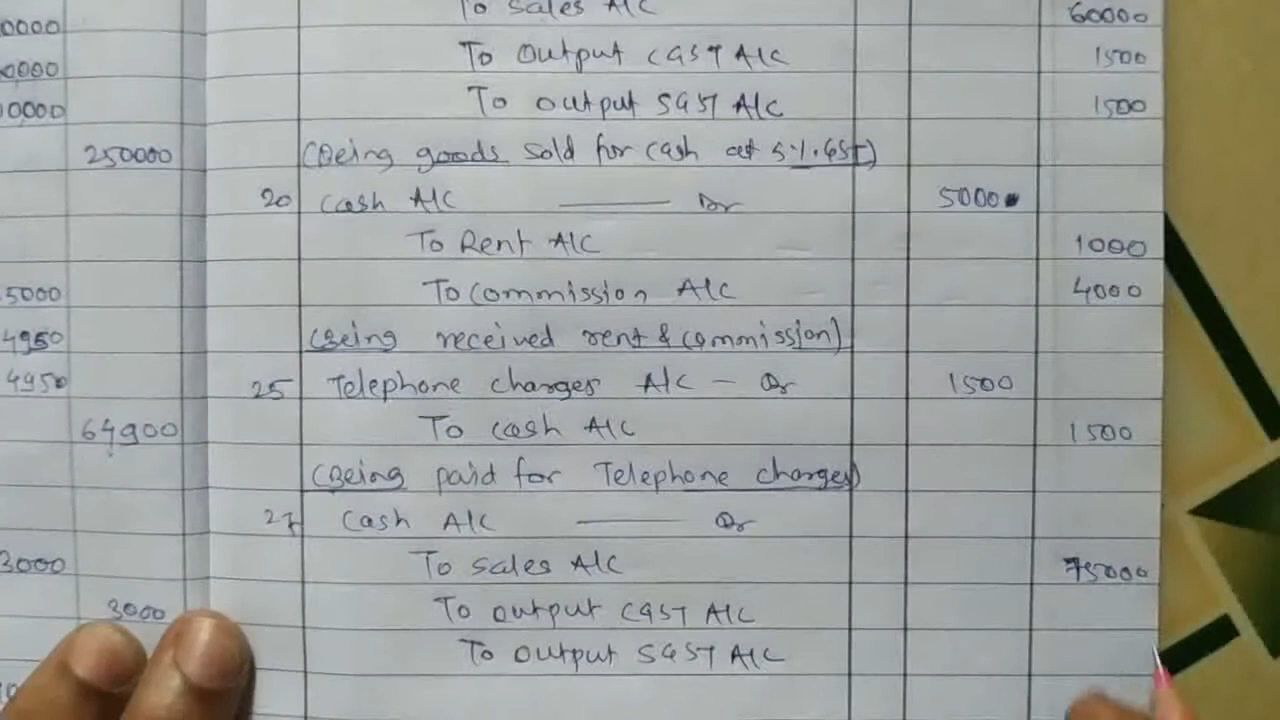 To Sales A/C 60000
0000
To Output CGST A/C 1500
0000
To output SGST A/C 1500
0000
250000
(Being goods sold for cash at 5%.GST)
20 Cash A/C Dr 5000
To Rent A/C 1000
5000
To Commission A/C 4000
4950
(Being received rent & Commission)
4950
25 Telephone charges A/C - Dr 1500
64900
To cash A/C 1500
(Being paid for Telephone charges)
27 Cash A/C Dr
3000
To Sales A/C 75000
3000
To output CGST A/C
To output SGST A/C